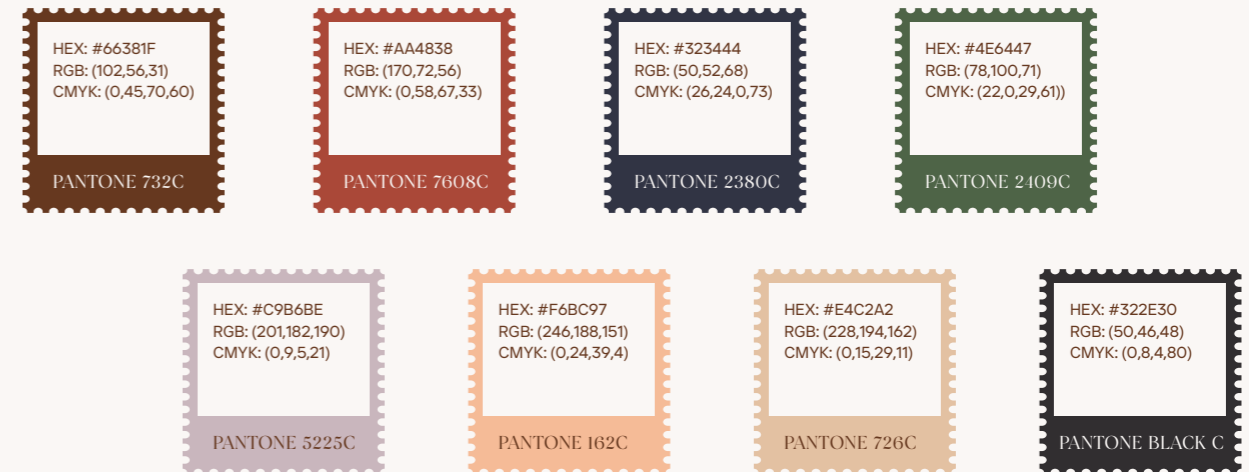 HEX: #66381F
RGB: (102,56,31)
CMYK: (0,45,70,60)
PANTONE 732C
HEX: #AA4838
RGB: (170,72,56)
CMYK: (0,58,67,33)
PANTONE 7608C
HEX: #323444
RGB: (50,52,68)
CMYK: (26,24,0,73)
PANTONE 2380C
HEX: #4E6447
RGB: (78,100,71)
CMYK: (22,0,29,61))
PANTONE 2409C
HEX: #C9B6BE
RGB: (201,182,190)
CMYK: (0,9,5,21)
PANTONE 5225C
HEX: #F6BC97
RGB: (246,188,151)
CMYK: (0,24,39,4)
PANTONE 162C
HEX: #E4C2A2
RGB: (228,194,162)
CMYK: (0,15,29,11)
PANTONE 726C
HEX: #322E30
RGB: (50,46,48)
CMYK: (0,8,4,80)
PANTONE BLACK C